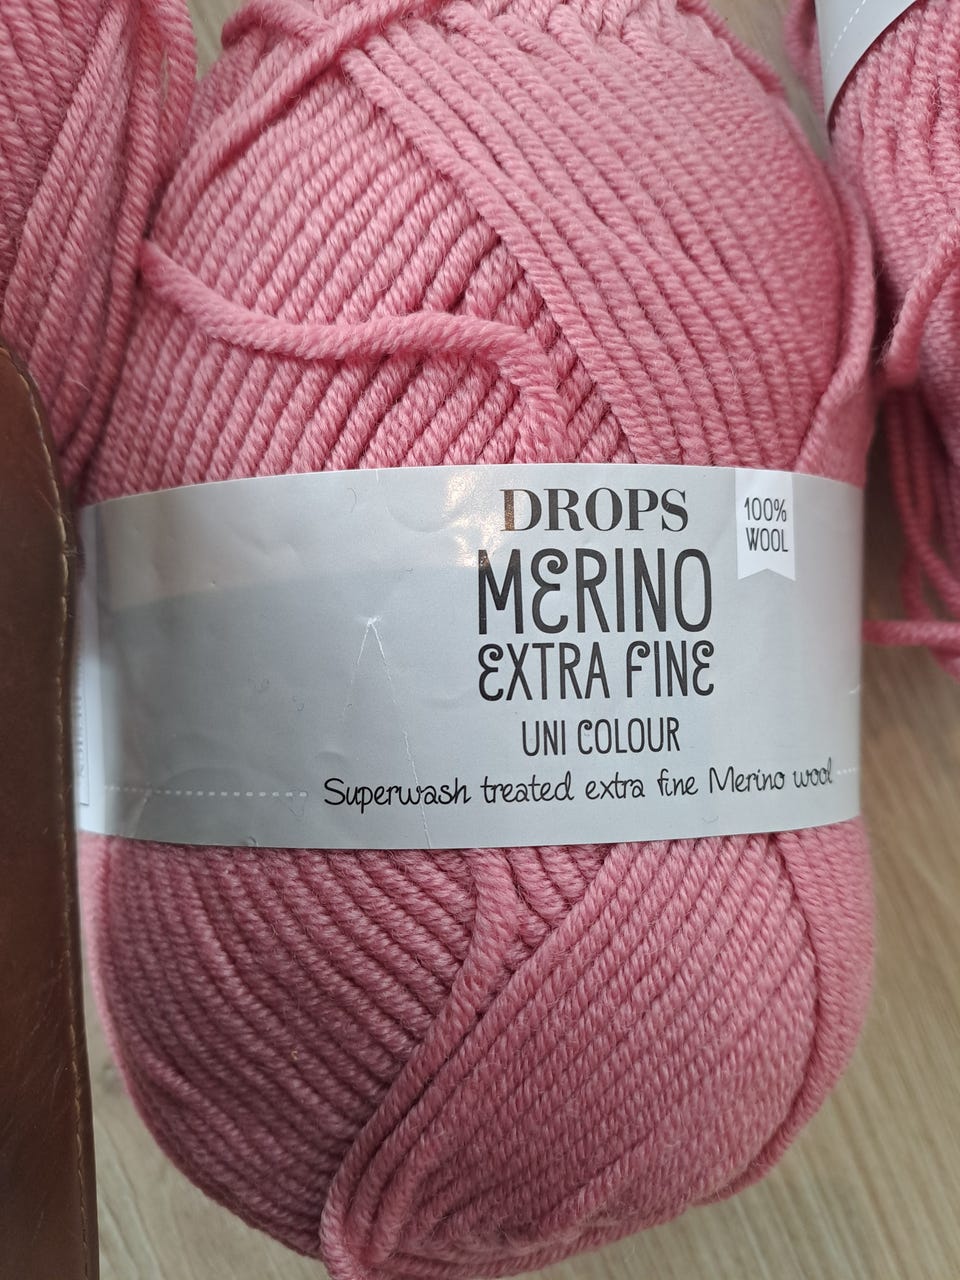 DROPS
MERINO
EXTRA FINE
UNI COLOUR
Superwash treated extra fine Merino wool
100%
WOOL